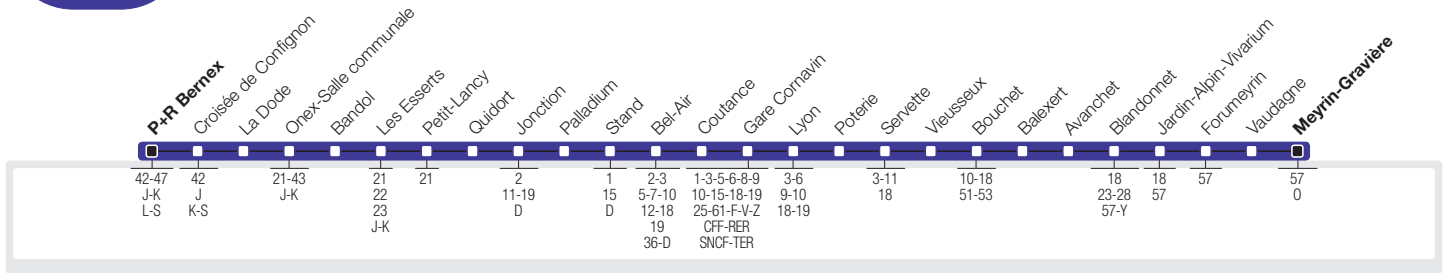 P+R Bernex
Croisée de Confignon
La Dode
Onex-Salle communale
Bandol
Les Esserts
Petit-Lancy
Quidort
Jonction
Palladium
Stand
Bel-Air
Coutance
Gare Cornavin
Lyon
Poterie
Servette
Vieusseux
Bouchet
Balexert
Avanchet
Blandonnet
Jardin-Alpin-Vivarium
Forumeyrin
Vaudagne
Meyrin-Gravière
42-47
J-K
L-S
42
J
K-S
21-43
J-K
21
22
23
J-K
21
2
11-19
D
1
15
D
2-3
5-7-10
12-18
19
36-D
1-3-5-6-8-9
10-15-18-19
25-61-F-V-Z
CFF-RER
SNCF-TER
3-6
9-10
18-19
3-11
18
10-18
51-53
18
23-28
57-Y
18
57
57
57
O